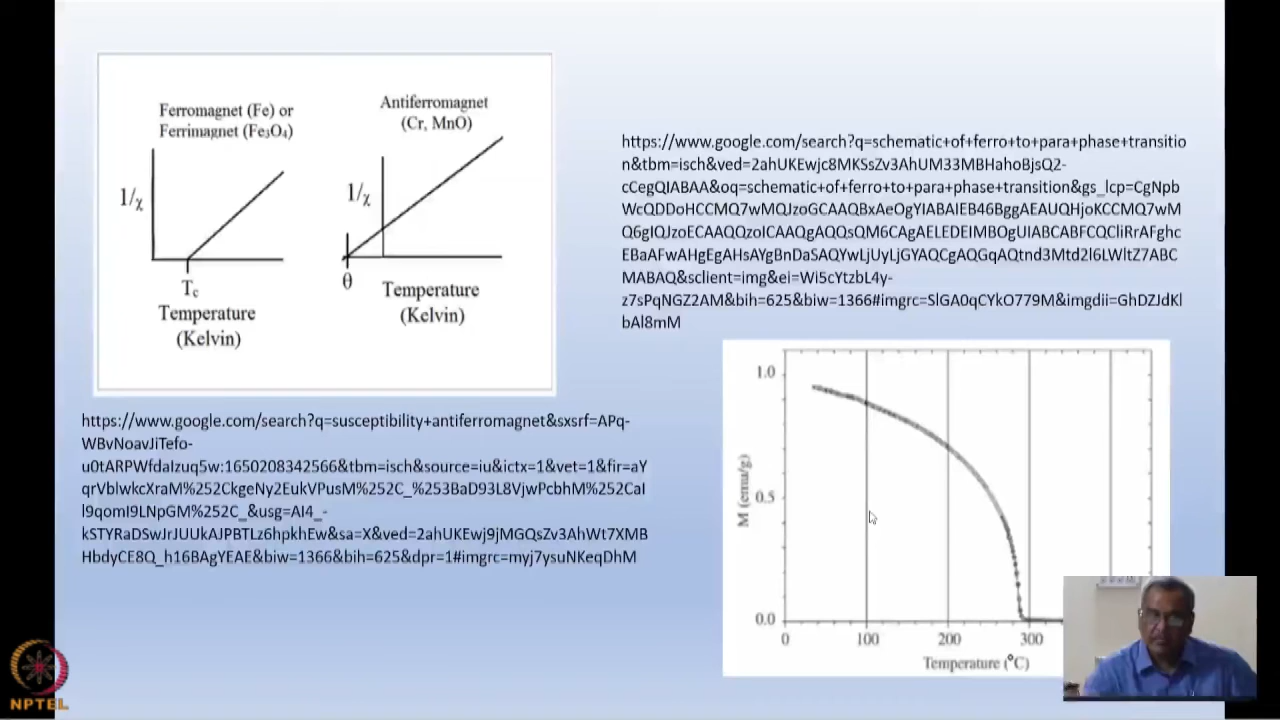 Ferromagnet (Fe) or
Ferrimagnet (Fe₃O₄)
1/χ
T꜀
Temperature
(Kelvin)
Antiferromagnet
(Cr, MnO)
1/χ
θ
Temperature
(Kelvin)
https://www.google.com/search?q=susceptibility+antiferromagnet&sxsrf=APq-
WBvNoavJiTefo-
u0tARPWfdaIzuq5w:1650208342566&tbm=isch&source=iu&ictx=1&vet=1&fir=aY
qrVblwkcXraM%252CkgeNy2EukVPusM%252C_%253BaD93L8VjwPcbhM%252CaI
l9qomI9LNpGM%252C_&usg=AI4_-
kSTYRaDSwJrJUUkAJPBTLz6hpkhEw&sa=X&ved=2ahUKEwj9jMGQsZv3AhWt7XMB
HbdyCE8Q_h16BAgYEAE&biw=1366&bih=625&dpr=1#imgrc=myj7ysuNKeqDhM
https://www.google.com/search?q=schematic+of+ferro+to+para+phase+transitio
n&tbm=isch&ved=2ahUKEwjc8MKSsZv3AhUM33MBHahoBjsQ2-
cCegQIABAA&oq=schematic+of+ferro+to+para+phase+transition&gs_lcp=CgNpb
WcQDDoHCCMQ7wMQJzoGCAAQBxAeOgYIABAIEB46BggAEAUQHjoKCCMQ7wM
Q6gIQJzoECAAQQzoICAAQgAQQsQM6CAgAELEDEIMBOgUIABCABFCQCliRrAFghc
EBaAFwAHgEgAHsAYgBnDaSAQYwLjUyLjGYAQCgAQGqAQtnd3Mtd2l6LWltZ7ABC
MABAQ&sclient=img&ei=Wi5cYtzbL4y-
z7sPqNGZ2AM&bih=625&biw=1366#imgrc=SlGA0qCYkO779M&imgdii=GhDZJdKl
bAl8mM
1.0
0.5
0.0
M (emu/g)
0 100 200 300
Temperature (°C)
NPTEL